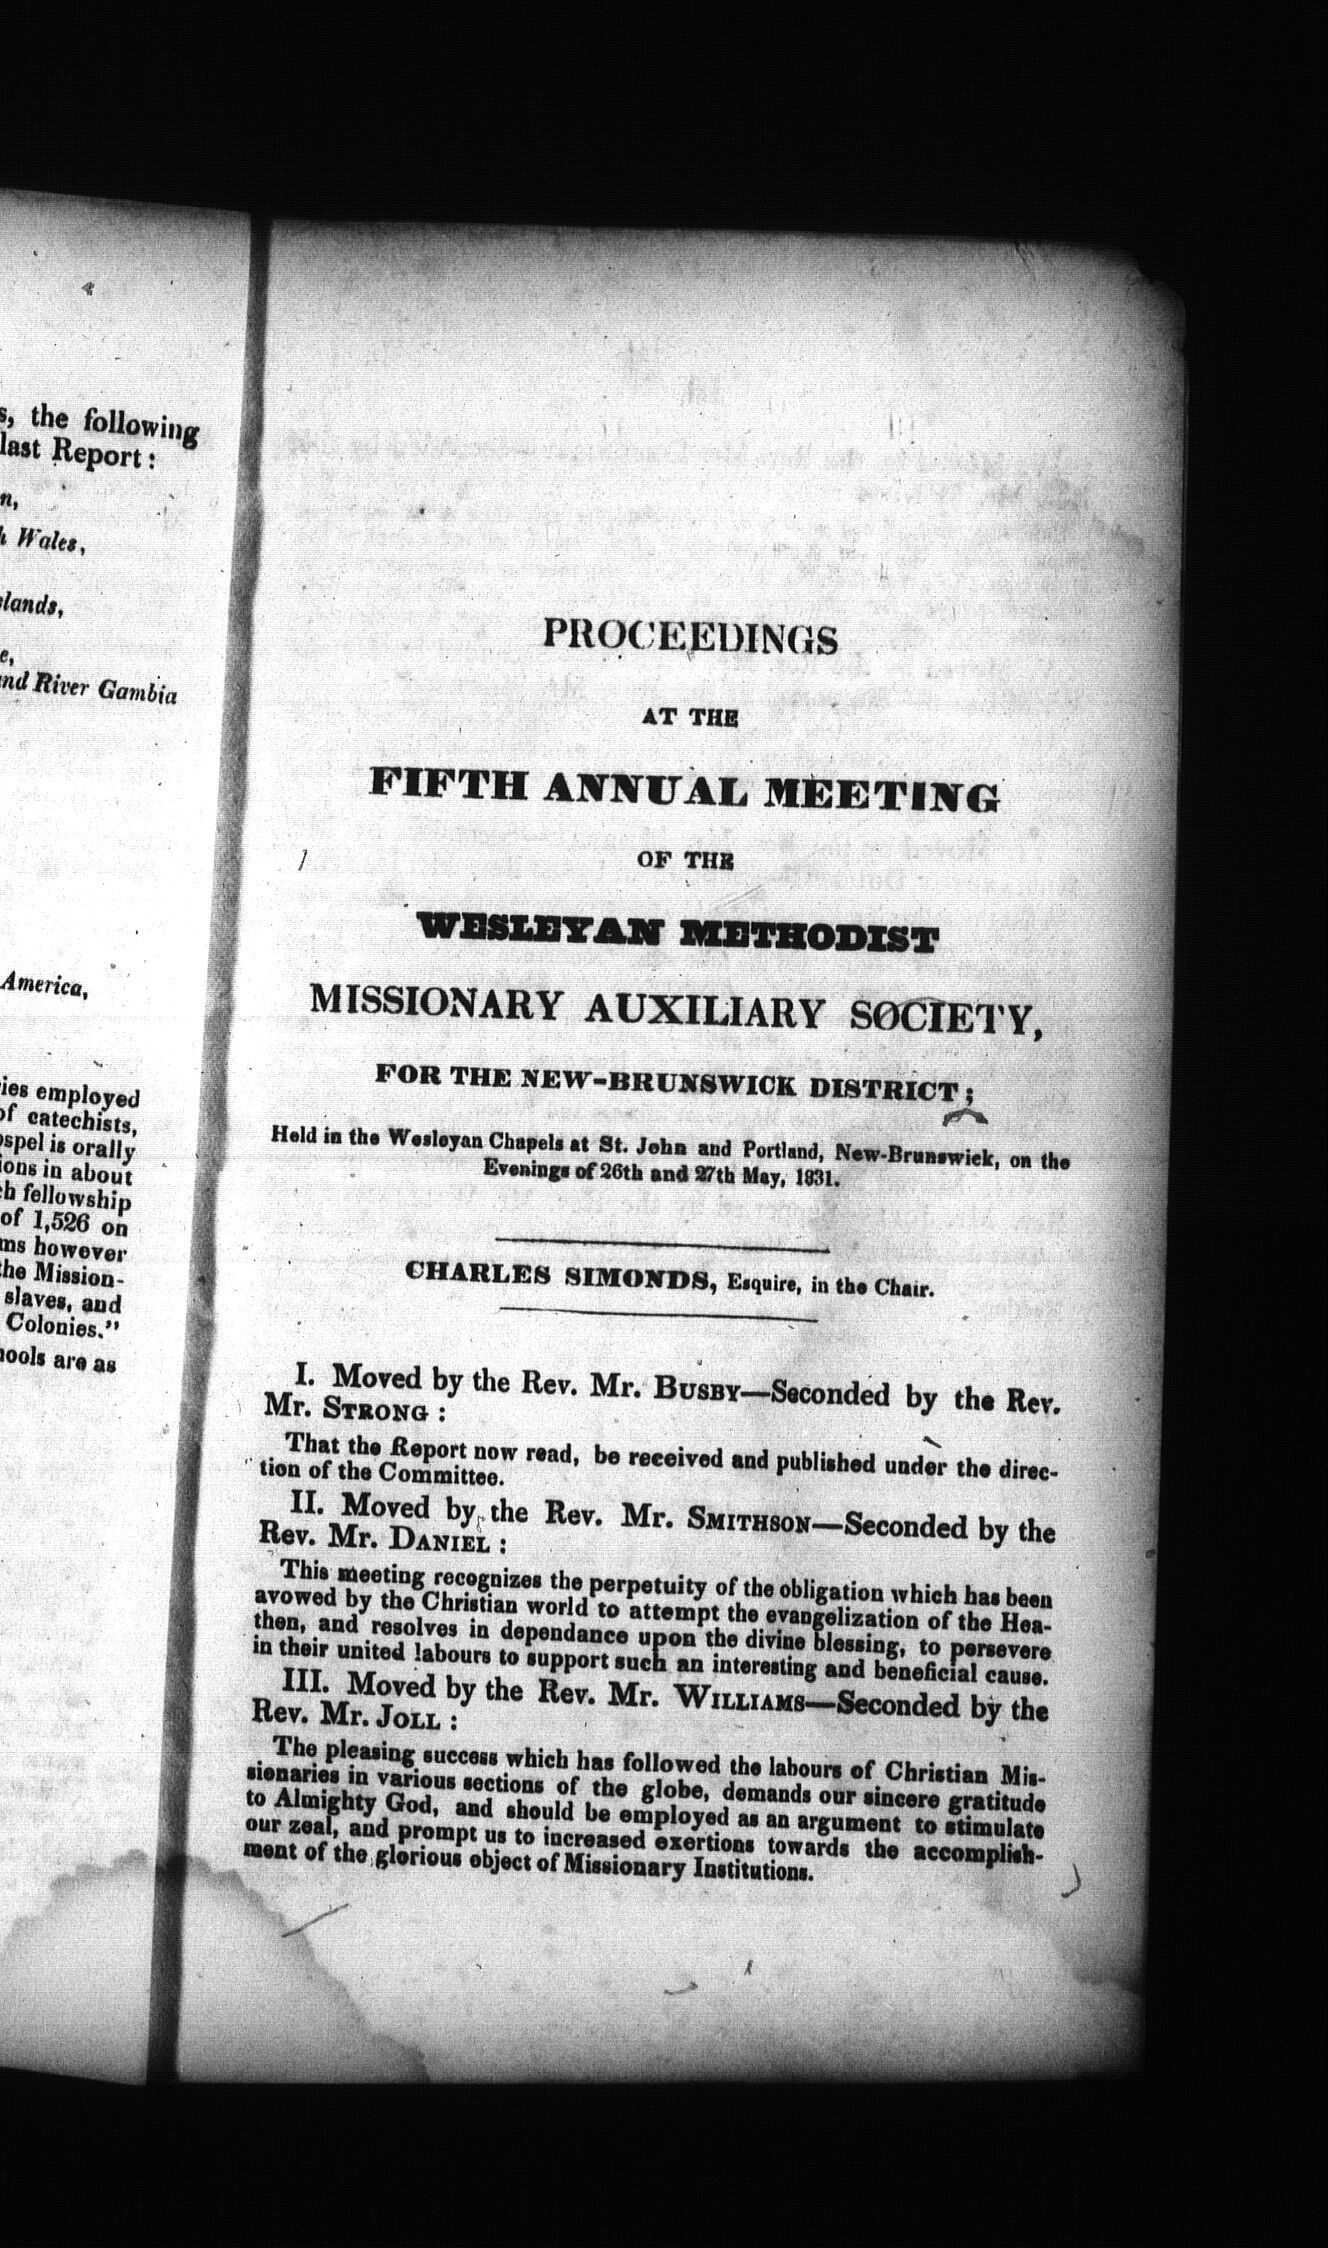 s, the following
last Report:
n,
h Wales,
slands,
e,
and River Gambia
America,
ies employed
of catechists,
ospel is orally
ions in about
ch fellowship
of 1,526 on
ms however
the Mission-
slaves, and
Colonies."
hools are as
PROCEEDINGS
AT THE
FIFTH ANNUAL MEETING
OF THE
WESLEYAN METHODIST
MISSIONARY AUXILIARY SOCIETY,
FOR THE NEW-BRUNSWICK DISTRICT;
Held in the Wesleyan Chapels at St. John and Portland, New-Brunswick, on the
Evenings of 26th and 27th May, 1831.
CHARLES SIMONDS, Esquire, in the Chair.
I. Moved by the Rev. Mr. BUSBY—Seconded by the Rev.
Mr. STRONG:
That the Report now read, be received and published under the direc-
tion of the Committee.
II. Moved by the Rev. Mr. SMITHSON—Seconded by the
Rev. Mr. DANIEL:
This meeting recognizes the perpetuity of the obligation which has been
avowed by the Christian world to attempt the evangelization of the Hea-
then, and resolves in dependance upon the divine blessing, to persevere
in their united labours to support such an interesting and beneficial cause.
III. Moved by the Rev. Mr. WILLIAMS—Seconded by the
Rev. Mr. JOLL:
The pleasing success which has followed the labours of Christian Mis-
sionaries in various sections of the globe, demands our sincere gratitude
to Almighty God, and should be employed as an argument to stimulate
our zeal, and prompt us to increased exertions towards the accomplish-
ment of the glorious object of Missionary Institutions.